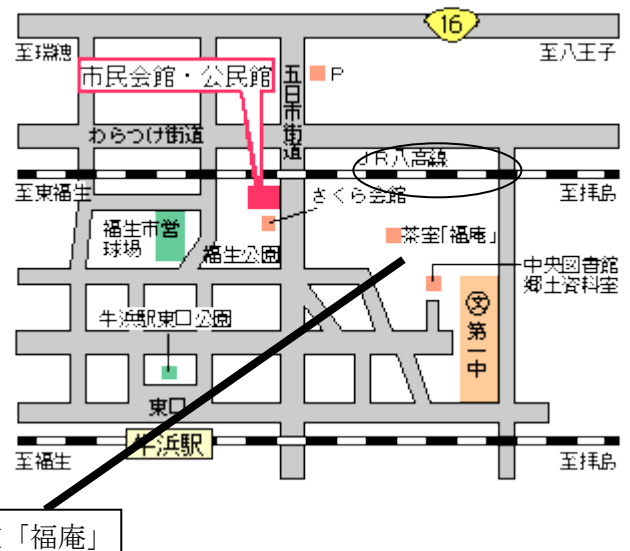 16
至瑞穂
至八王子
市民会館・公民館
五日市街道
P
わらつけ街道
JR八高線
至東福生
さくら会館
至拝島
福生市営
球場
福生公園
茶室「福庵」
中央図書館
郷土資料室
牛浜駅東口公園
文
第一中
東口
牛浜駅
至福生
至拝島
「福庵」